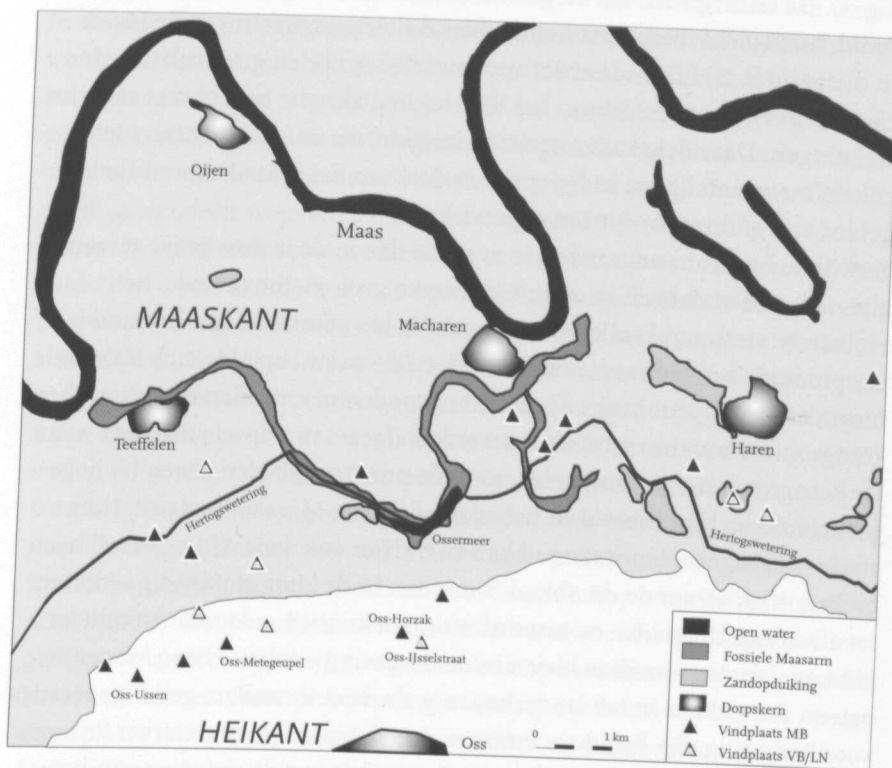 Oijen
Maas
MAASKANT
Macharen
Teeffelen
Haren
Hertogswetering
Ossermeer
Hertogswetering
Oss-Horzak
Oss-IJsselstraat
Oss-Metegeupel
Oss-Ussen
HEIKANT
Oss
0 1 km
Open water
Fossiele Maasarm
Zandopduiking
Dorpskern
Vindplaats MB
Vindplaats VB/LN